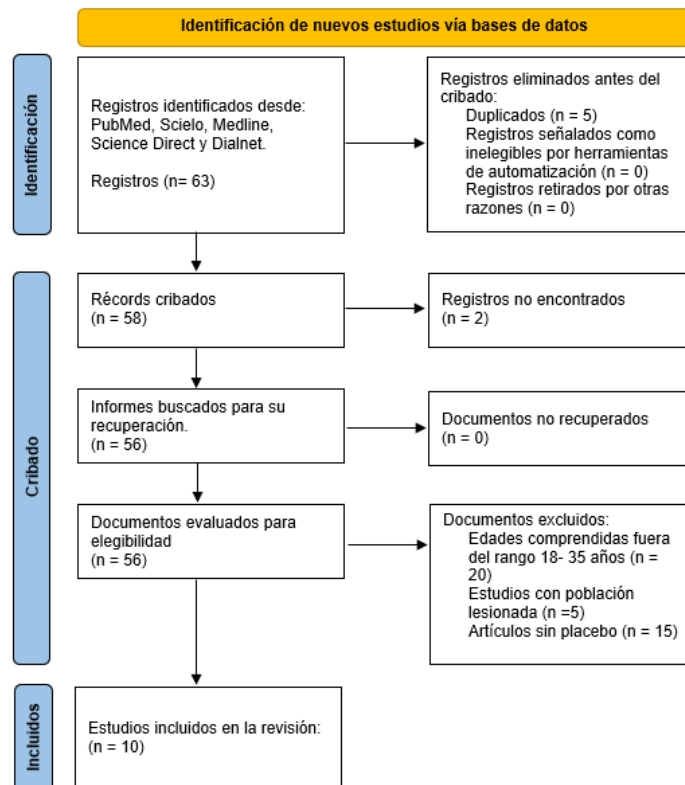 Identificación de nuevos estudios vía bases de datos
Identificación
Registros identificados desde:
PubMed, Scielo, Medline,
Science Direct y Dialnet.
Registros (n= 63)
Registros eliminados antes del
cribado:
Duplicados (n = 5)
Registros señalados como
inelegibles por herramientas
de automatización (n = 0)
Registros retirados por otras
razones (n = 0)
Cribado
Récords cribados
(n = 58)
Registros no encontrados
(n = 2)
Informes buscados para su
recuperación.
(n = 56)
Documentos no recuperados
(n = 0)
Documentos evaluados para
elegibilidad
(n = 56)
Documentos excluidos:
Edades comprendidas fuera
del rango 18- 35 años (n =
20)
Estudios con población
lesionada (n =5)
Artículos sin placebo (n = 15)
Incluidos
Estudios incluidos en la revisión:
(n = 10)